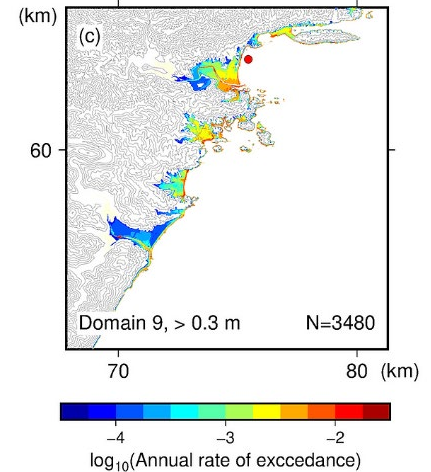 (km)
(c)
60
Domain 9, > 0.3 m N=3480
70 80 (km)
−4 −3 −2
log10(Annual rate of exccedance)